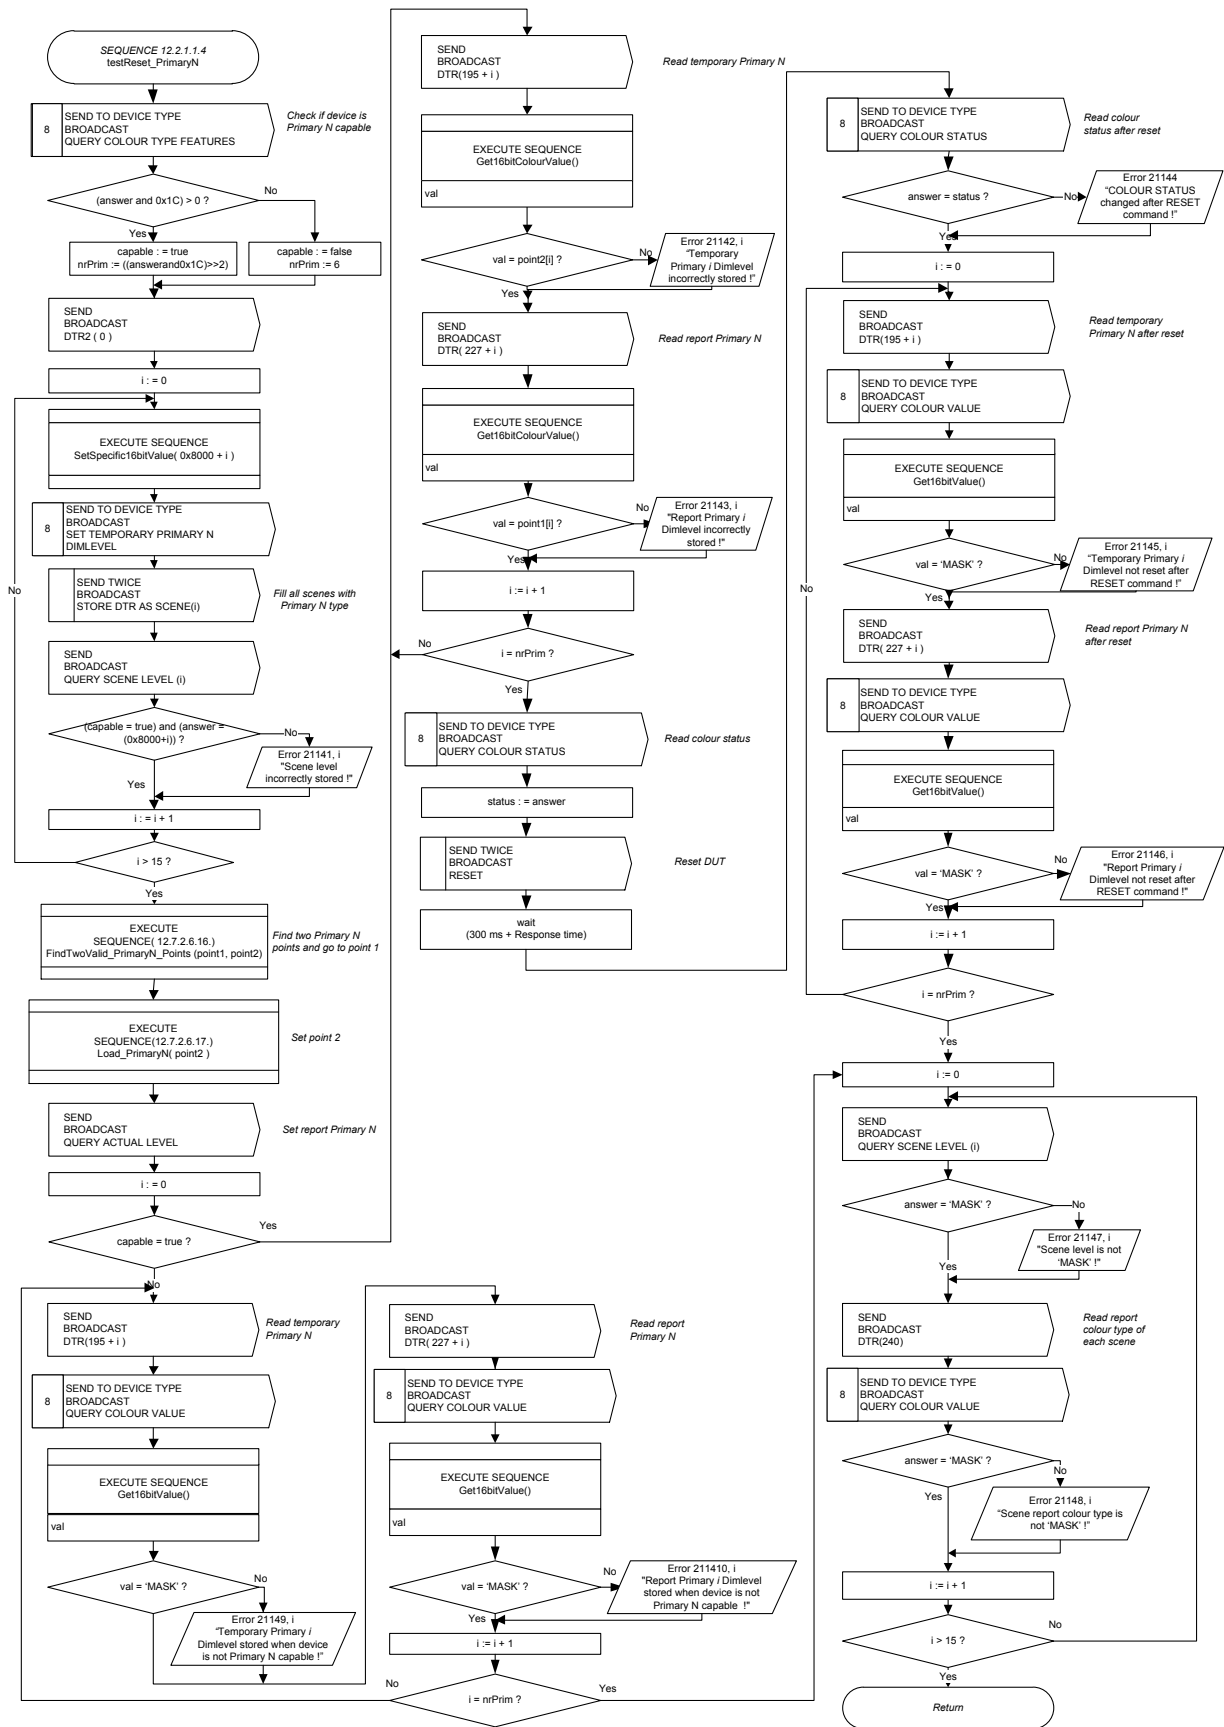 SEQUENCE 12.2.1.1.4
testReset_PrimaryN
8
SEND TO DEVICE TYPE
BROADCAST
QUERY COLOUR TYPE FEATURES
Check if device is
Primary N capable
(answer and 0x1C) > 0 ?
No
Yes
capable : = true
nrPrim := ((answerand0x1C)>>2)
capable : = false
nrPrim := 6
SEND
BROADCAST
DTR2 ( 0 )
i : = 0
EXECUTE SEQUENCE
SetSpecific16bitValue( 0x8000 + i )
8
SEND TO DEVICE TYPE
BROADCAST
SET TEMPORARY PRIMARY N
DIMLEVEL
No
SEND TWICE
BROADCAST
STORE DTR AS SCENE(i)
Fill all scenes with
Primary N type
SEND
BROADCAST
QUERY SCENE LEVEL (i)
(capable = true) and (answer =
(0x8000+i)) ?
No
Error 21141, i
"Scene level
incorrectly stored !"
Yes
i : = i + 1
i > 15 ?
Yes
EXECUTE
SEQUENCE( 12.7.2.6.16.)
FindTwoValid_PrimaryN_Points (point1, point2)
Find two Primary N
points and go to point 1
EXECUTE
SEQUENCE(12.7.2.6.17.)
Load_PrimaryN( point2 )
Set point 2
SEND
BROADCAST
QUERY ACTUAL LEVEL
Set report Primary N
i : = 0
capable = true ?
Yes
No
SEND
BROADCAST
DTR(195 + i )
Read temporary
Primary N
8
SEND TO DEVICE TYPE
BROADCAST
QUERY COLOUR VALUE
EXECUTE SEQUENCE
Get16bitValue()
val
val = ‘MASK’ ?
No
Error 21149, i
“Temporary Primary i
Dimlevel stored when device
is not Primary N capable !”
SEND
BROADCAST
DTR( 227 + i )
Read report
Primary N
8
SEND TO DEVICE TYPE
BROADCAST
QUERY COLOUR VALUE
EXECUTE SEQUENCE
Get16bitValue()
val
val = ‘MASK’ ?
No
Error 211410, i
"Report Primary i Dimlevel
stored when device is not
Primary N capable !"
Yes
i := i + 1
i = nrPrim ?
No
Yes
SEND
BROADCAST
DTR(195 + i )
Read temporary Primary N
EXECUTE SEQUENCE
Get16bitColourValue()
val
val = point2[i] ?
No
Error 21142, i
“Temporary
Primary i Dimlevel
incorrectly stored !”
Yes
SEND
BROADCAST
DTR( 227 + i )
Read report Primary N
EXECUTE SEQUENCE
Get16bitColourValue()
val
val = point1[i] ?
No
Error 21143, i
"Report Primary i
Dimlevel incorrectly
stored !"
Yes
i := i + 1
i = nrPrim ?
No
Yes
8
SEND TO DEVICE TYPE
BROADCAST
QUERY COLOUR STATUS
Read colour status
status : = answer
SEND TWICE
BROADCAST
RESET
Reset DUT
wait
(300 ms + Response time)
8
SEND TO DEVICE TYPE
BROADCAST
QUERY COLOUR STATUS
Read colour
status after reset
answer = status ?
No
Error 21144
“COLOUR STATUS
changed after RESET
command !”
Yes
i : = 0
SEND
BROADCAST
DTR(195 + i )
Read temporary
Primary N after reset
8
SEND TO DEVICE TYPE
BROADCAST
QUERY COLOUR VALUE
EXECUTE SEQUENCE
Get16bitValue()
val
val = ‘MASK’ ?
No
Error 21145, i
“Temporary Primary i
Dimlevel not reset after
RESET command !”
No
Yes
SEND
BROADCAST
DTR( 227 + i )
Read report Primary N
after reset
8
SEND TO DEVICE TYPE
BROADCAST
QUERY COLOUR VALUE
EXECUTE SEQUENCE
Get16bitValue()
val
val = ‘MASK’ ?
No
Error 21146, i
"Report Primary i
Dimlevel not reset after
RESET command !"
Yes
i := i + 1
i = nrPrim ?
Yes
i := 0
SEND
BROADCAST
QUERY SCENE LEVEL (i)
answer = ‘MASK’ ?
No
Error 21147, i
"Scene level is not
‘MASK’ !"
Yes
SEND
BROADCAST
DTR(240)
Read report
colour type of
each scene
8
SEND TO DEVICE TYPE
BROADCAST
QUERY COLOUR VALUE
answer = ‘MASK’ ?
No
Error 21148, i
“Scene report colour type is
not ‘MASK’ !”
Yes
i := i + 1
i > 15 ?
No
Yes
Return